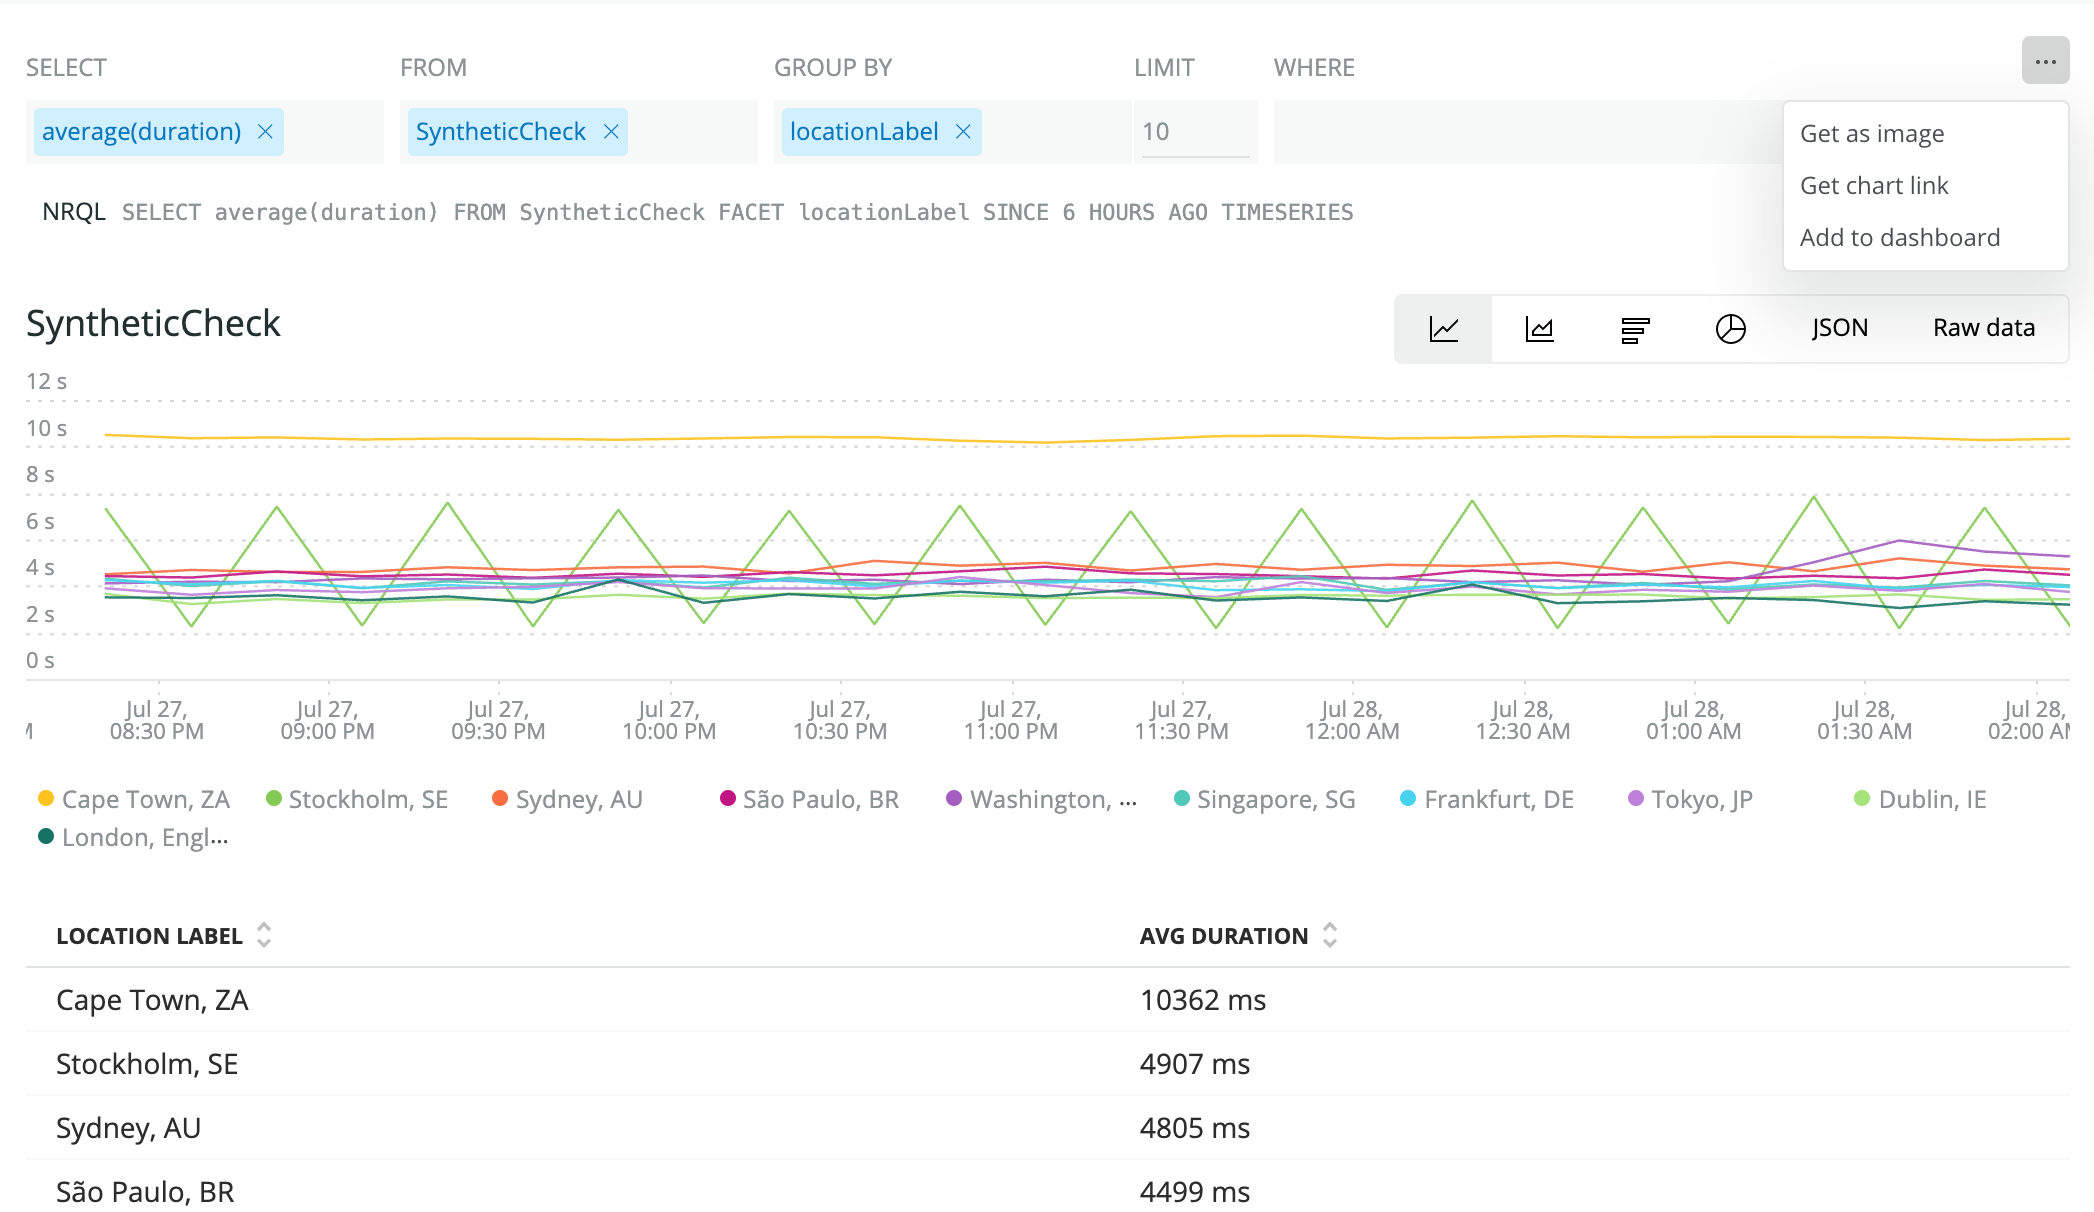 SELECT FROM GROUP BY LIMIT WHERE ...
average(duration) × SyntheticCheck × locationLabel × 10
Get as image
Get chart link
Add to dashboard
NRQL SELECT average(duration) FROM SyntheticCheck FACET locationLabel SINCE 6 HOURS AGO TIMESERIES
SyntheticCheck
JSON Raw data
12 s
10 s
8 s
6 s
4 s
2 s
0 s
Jul 27, Jul 27, Jul 27, Jul 27, Jul 27, Jul 27, Jul 27, Jul 28, Jul 28, Jul 28, Jul 28, Jul 28,
08:30 PM 09:00 PM 09:30 PM 10:00 PM 10:30 PM 11:00 PM 11:30 PM 12:00 AM 12:30 AM 01:00 AM 01:30 AM 02:00 AM
Cape Town, ZA Stockholm, SE Sydney, AU São Paulo, BR Washington, ... Singapore, SG Frankfurt, DE Tokyo, JP Dublin, IE
London, Engl...
LOCATION LABEL AVG DURATION
Cape Town, ZA 10362 ms
Stockholm, SE 4907 ms
Sydney, AU 4805 ms
São Paulo, BR 4499 ms